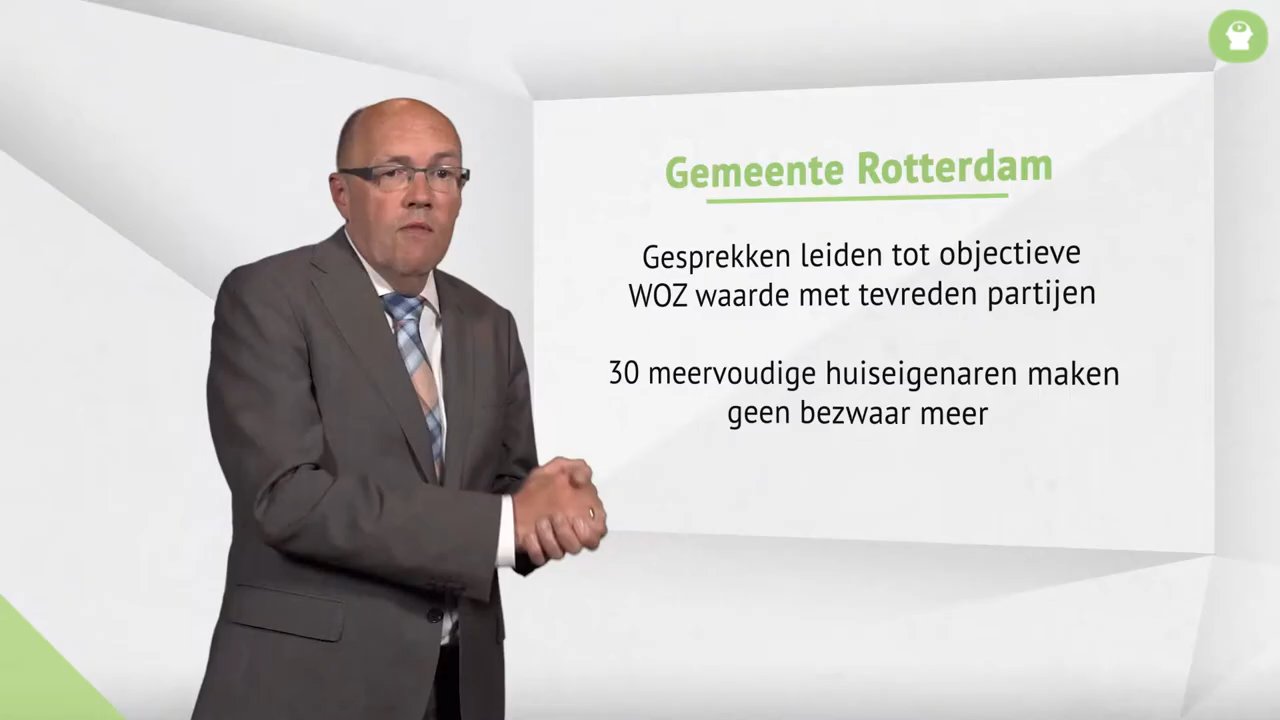 Gemeente Rotterdam
Gesprekken leiden tot objectieve
WOZ waarde met tevreden partijen
30 meervoudige huiseigenaren maken
geen bezwaar meer